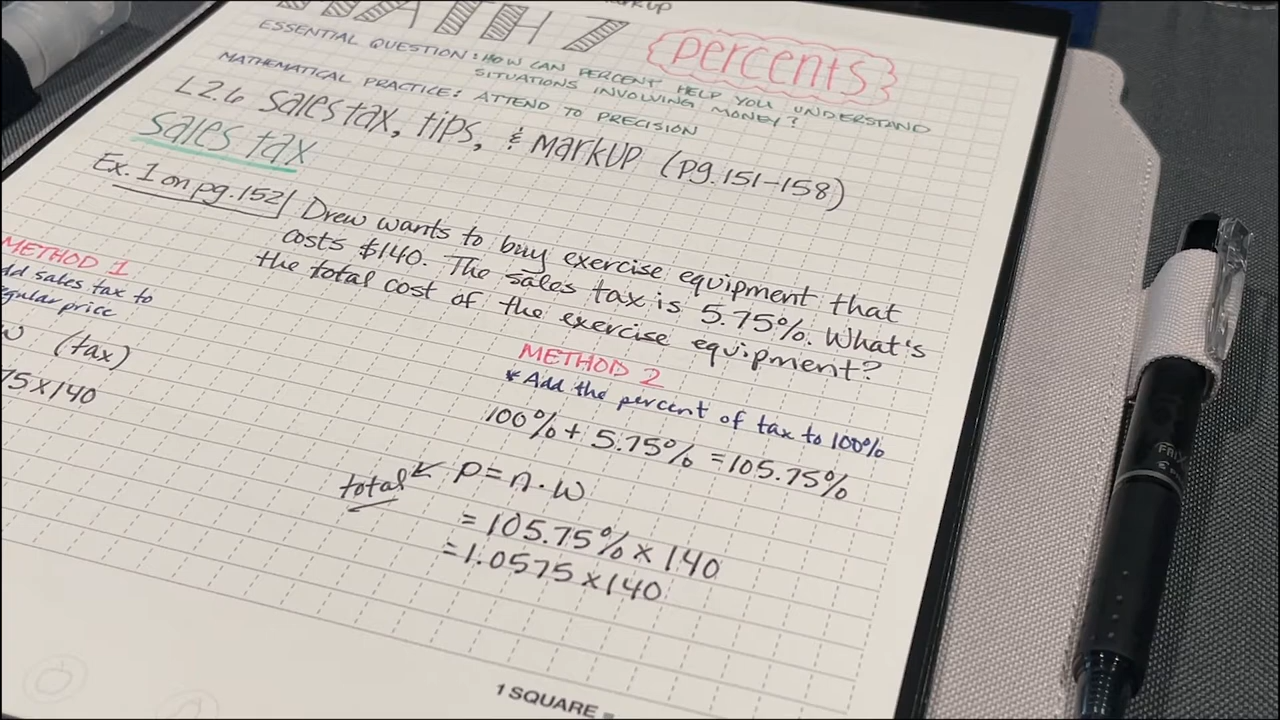 MATH 7
percents
ESSENTIAL QUESTION: HOW CAN PERCENT HELP YOU UNDERSTAND
SITUATIONS INVOLVING MONEY?
MATHEMATICAL PRACTICE: ATTEND TO PRECISION
L2.6 sales tax, tips, & markup (pg. 151-158)
sales tax
Ex. 1 on pg. 152
Drew wants to buy exercise equipment that
costs $140. The sales tax is 5.75%. What's
the total cost of the exercise equipment?
METHOD 1
sales tax to
price
(tax)
75 x 140
METHOD 2
* Add the percent of tax to 100%
100% + 5.75% = 105.75%
total ↙ p = n · w
= 105.75% x 140
= 1.0575 x 140
1 SQUARE =